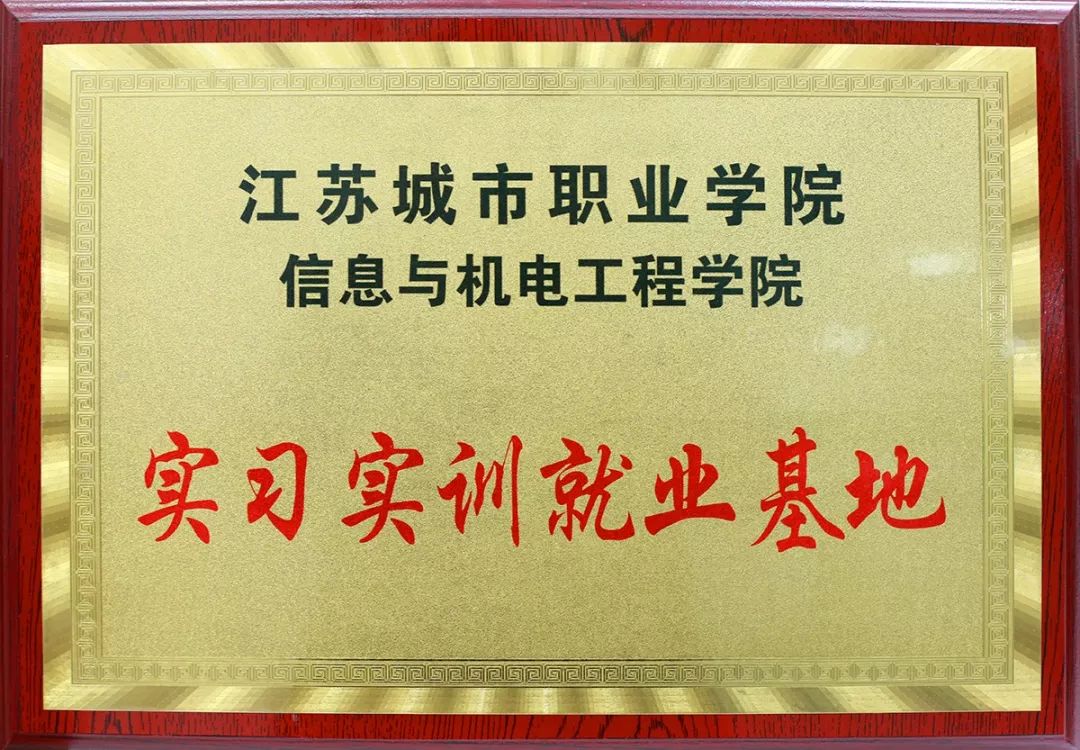 江苏城市职业学院
信息与机电工程学院
实习实训就业基地